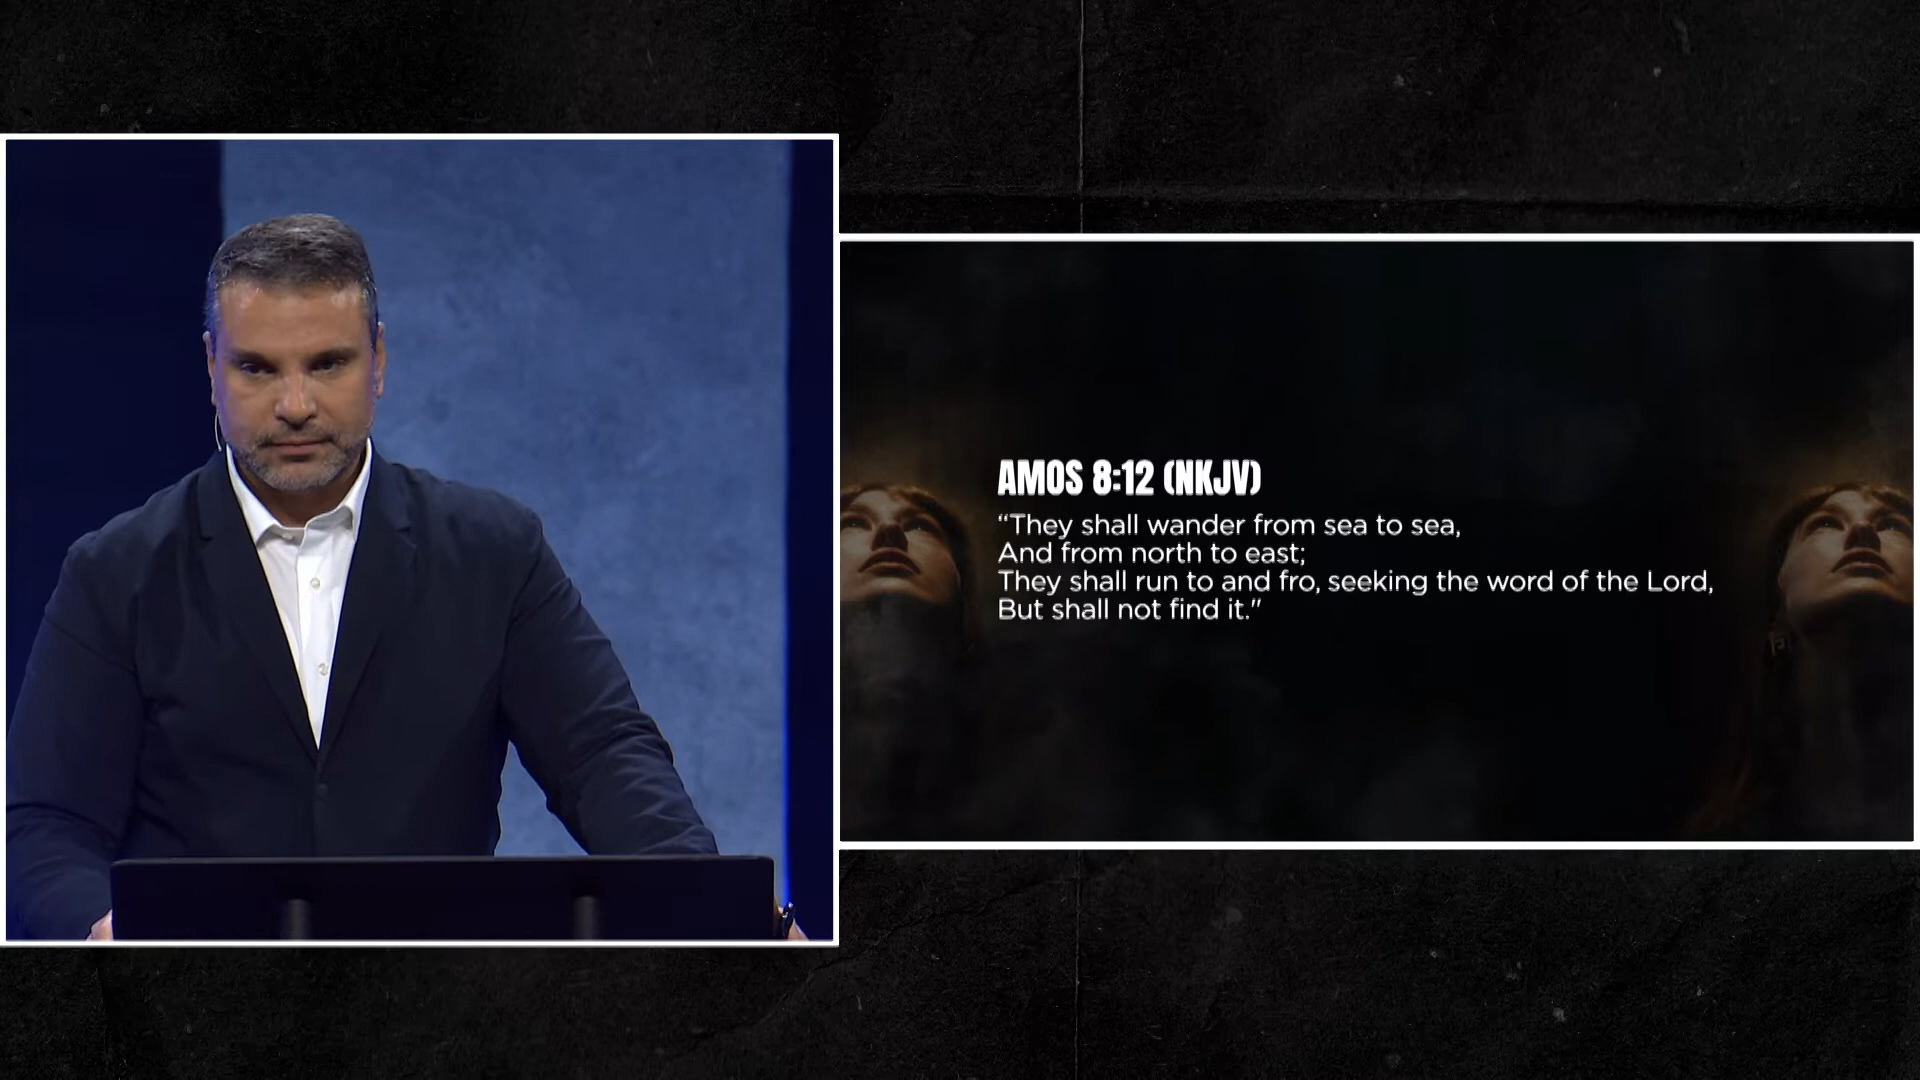 AMOS 8:12 (NKJV)
“They shall wander from sea to sea,
And from north to east;
They shall run to and fro, seeking the word of the Lord,
But shall not find it."